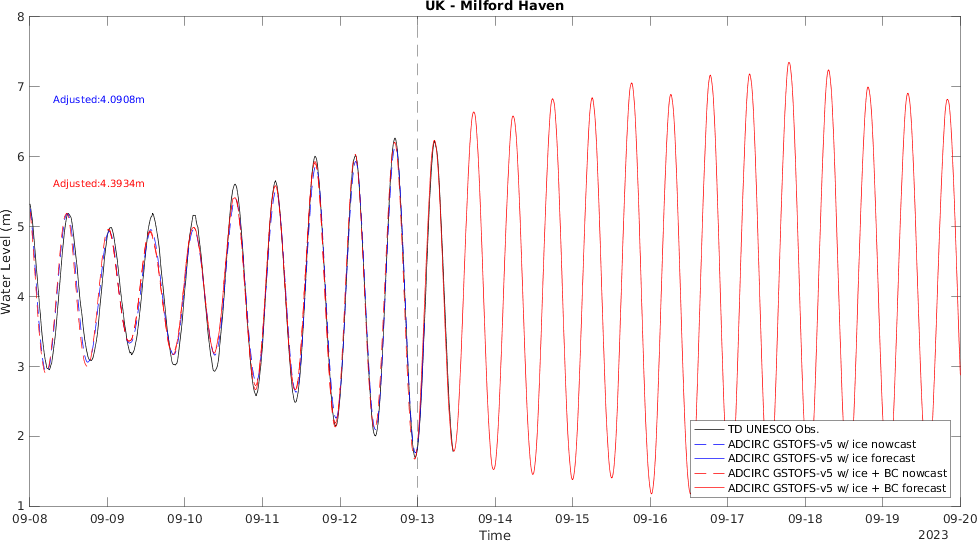 UK - Milford Haven
8
7
6
5
4
3
2
1
Water Level (m)
Adjusted:4.0908m
Adjusted:4.3934m
TD UNESCO Obs.
ADCIRC GSTOFS-v5 w/ ice nowcast
ADCIRC GSTOFS-v5 w/ ice forecast
ADCIRC GSTOFS-v5 w/ ice + BC nowcast
ADCIRC GSTOFS-v5 w/ ice + BC forecast
09-08 09-09 09-10 09-11 09-12 09-13 09-14 09-15 09-16 09-17 09-18 09-19 09-20
Time
2023